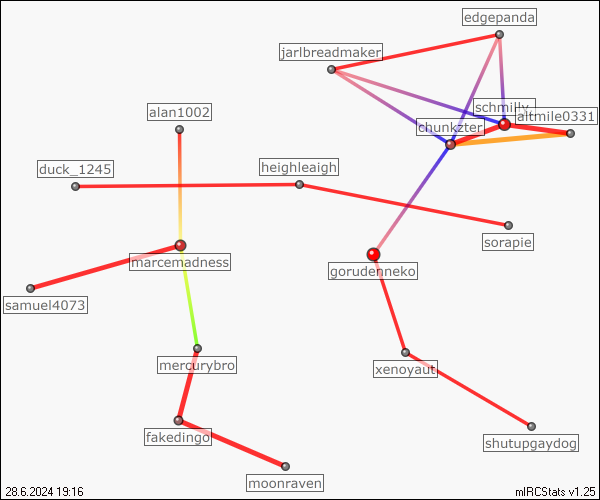 edgepanda
jarlbreadmaker
schmilly
altmile0331
alan1002
chunkzter
duck_1245
heighleaigh
sorapie
marcemadness
gorudenneko
samuel4073
mercurybro
xenoyaut
fakedingo
shutupgaydog
moonraven
28.6.2024 19:16
mIRCStats v1.25